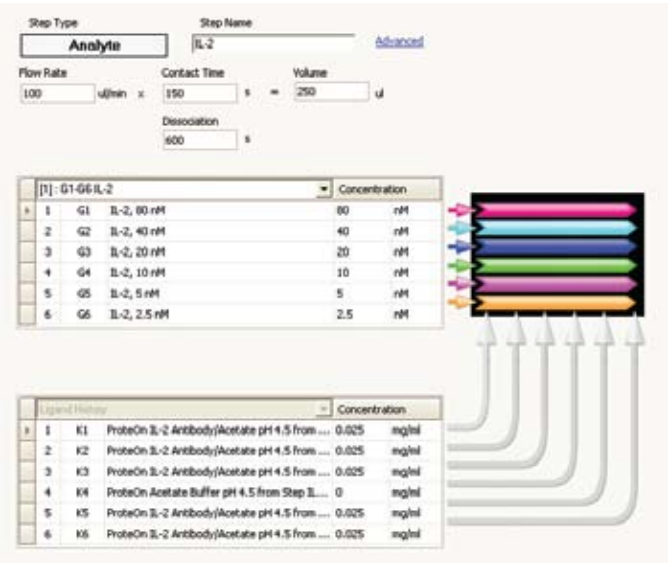 Step Type Step Name
Analyte IL-2 Advanced
Flow Rate Contact Time Volume
100 ul/min x 150 s = 250 ul
Dissociation
600 s
[1] : G1-G6 IL-2 Concentration
1 G1 IL-2, 80 nM 80 nM
2 G2 IL-2, 40 nM 40 nM
3 G3 IL-2, 20 nM 20 nM
4 G4 IL-2, 10 nM 10 nM
5 G5 IL-2, 5 nM 5 nM
6 G6 IL-2, 2.5 nM 2.5 nM
Ligand History Concentration
1 K1 ProteOn IL-2 Antibody/Acetate pH 4.5 from .... 0.025 mg/ml
2 K2 ProteOn IL-2 Antibody/Acetate pH 4.5 from .... 0.025 mg/ml
3 K3 ProteOn IL-2 Antibody/Acetate pH 4.5 from .... 0.025 mg/ml
4 K4 ProteOn Acetate Buffer pH 4.5 from Step IL.... 0 mg/ml
5 K5 ProteOn IL-2 Antibody/Acetate pH 4.5 from .... 0.025 mg/ml
6 K6 ProteOn IL-2 Antibody/Acetate pH 4.5 from .... 0.025 mg/ml